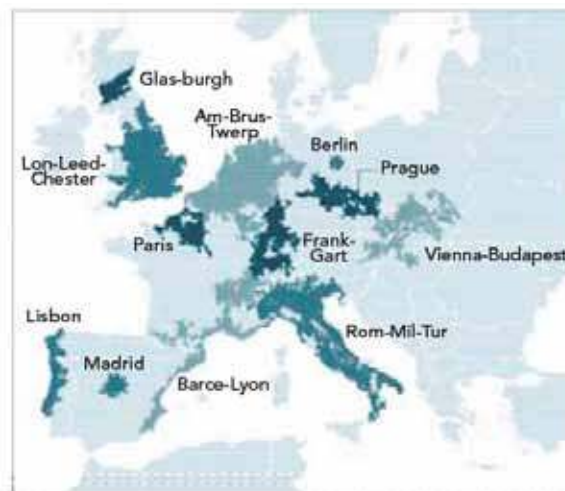 Glas-burgh
Am-Brus-
Twerp
Lon-Leed-
Chester
Berlin
Prague
Paris
Frank-
Gart
Vienna-Budapest
Lisbon
Rom-Mil-Tur
Madrid
Barce-Lyon